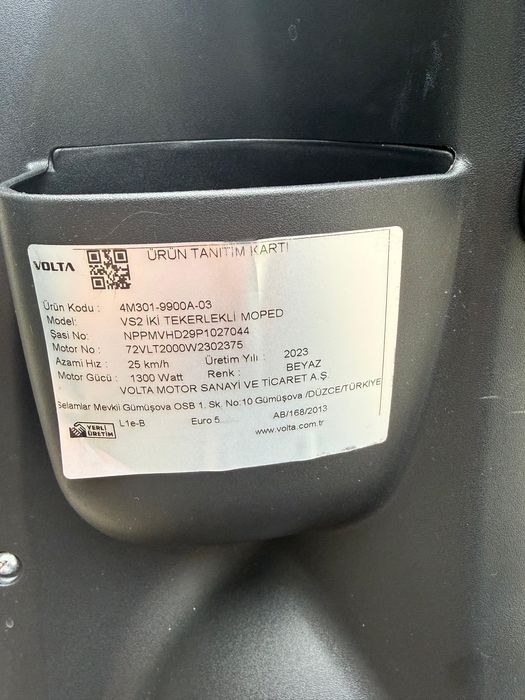 VOLTA
ÜRÜN TANITIM KARTI
Ürün Kodu : 4M301-9900A-03
Model: VS2 İKİ TEKERLEKLİ MOPED
Şasi No: NPPMVHD29P1027044
Motor No : 72VLT2000W2302375
Azami Hız : 25 km/h Üretim Yılı : 2023
Motor Gücü : 1300 Watt Renk : BEYAZ
VOLTA MOTOR SANAYİ VE TİCARET A.Ş.
Selamlar Mevkii Gümüşova OSB 1. Sk. No:10 Gümüşova /DÜZCE/TÜRKİYE
YERLİ ÜRETİM L1e-B Euro 5 AB/168/2013
www.volta.com.tr